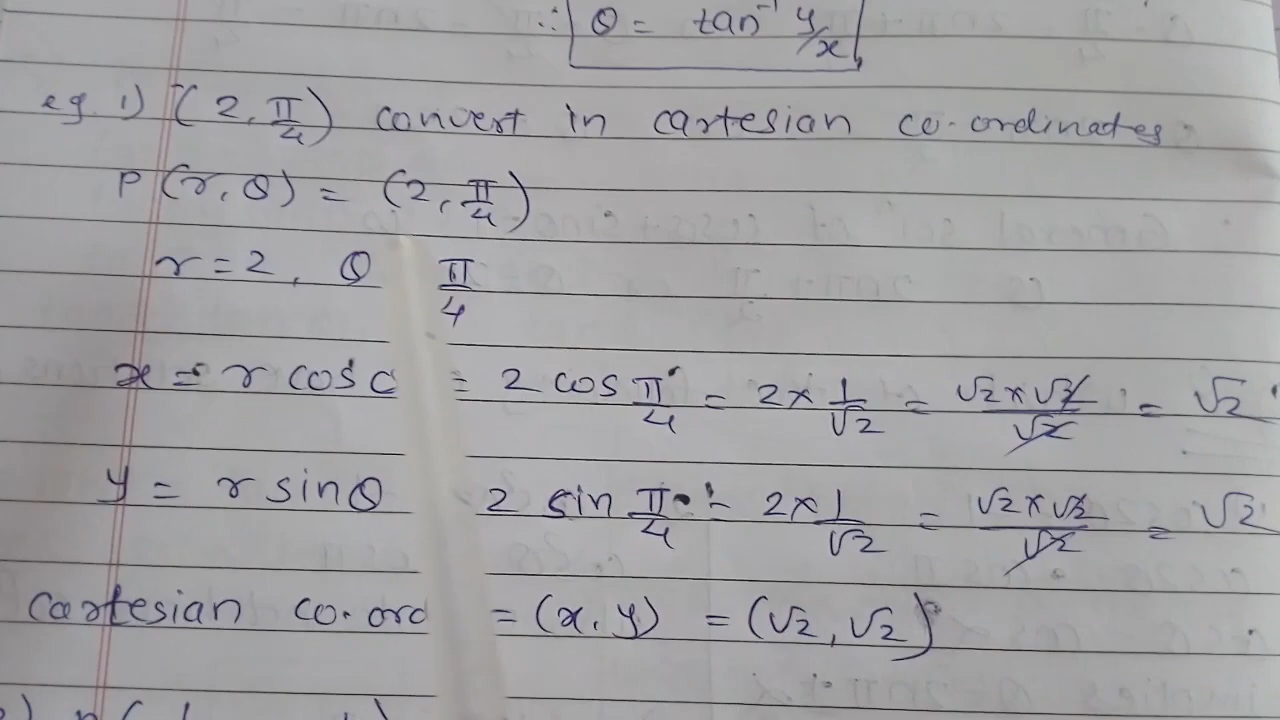 ∴ θ = tan⁻¹ y/x
eg. 1) (2, π/4) convert in cartesian co-ordinates
P (r, θ) = (2, π/4)
r = 2, θ π/4
x = r cos = 2 cos π/4 = 2 × 1/√2 = √2 × √2/√2 = √2
y = r sinθ 2 sin π/4 = 2 × 1/√2 = √2 × √2/√2 = √2
cartesian co.ord = (x, y) = (√2, √2)